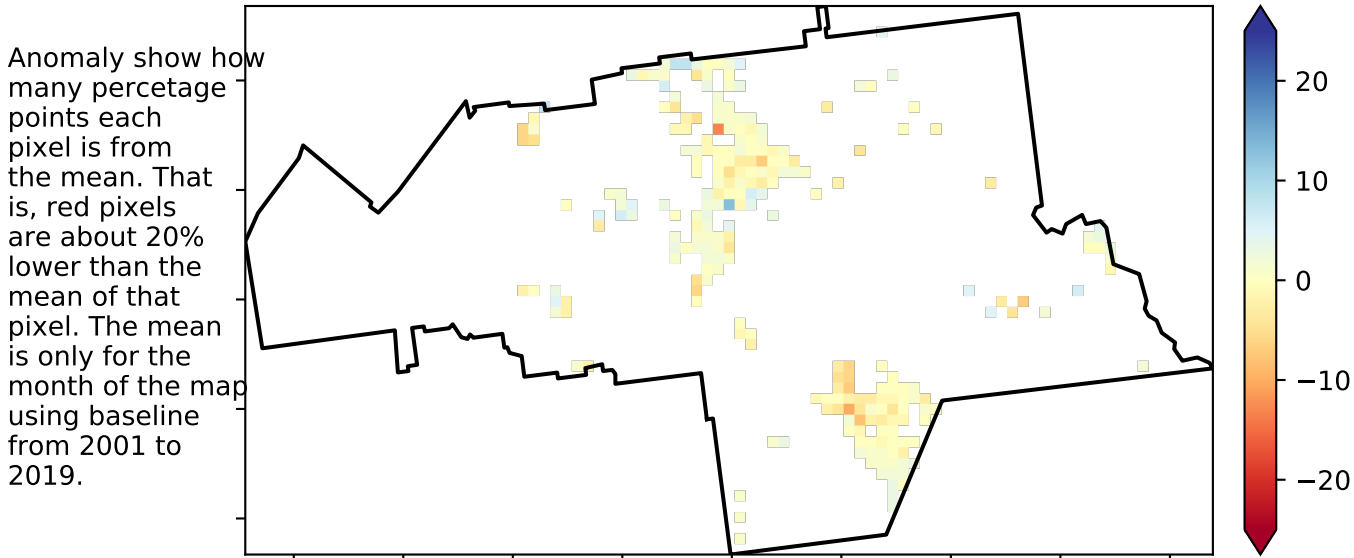 Anomaly show how
many percetage
points each
pixel is from
the mean. That
is, red pixels
are about 20%
lower than the
mean of that
pixel. The mean
is only for the
month of the map
using baseline
from 2001 to
2019.
20
10
0
−10
−20